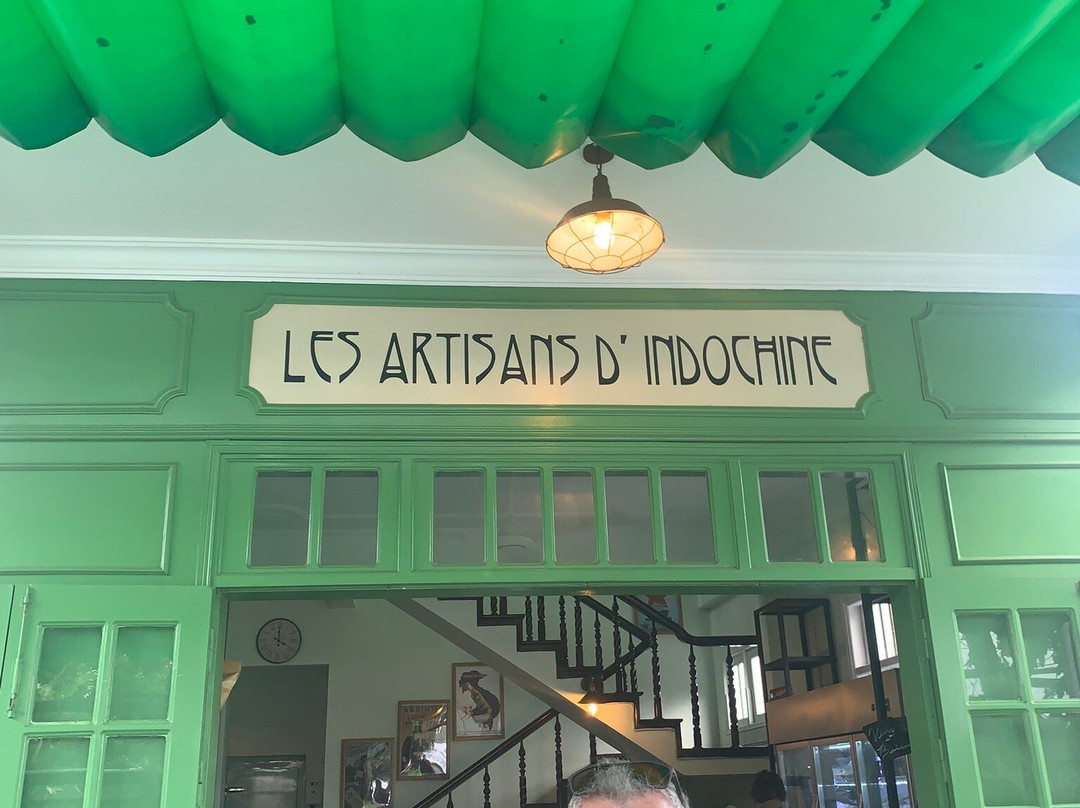 LES ARTISANS D' INDOCHINE